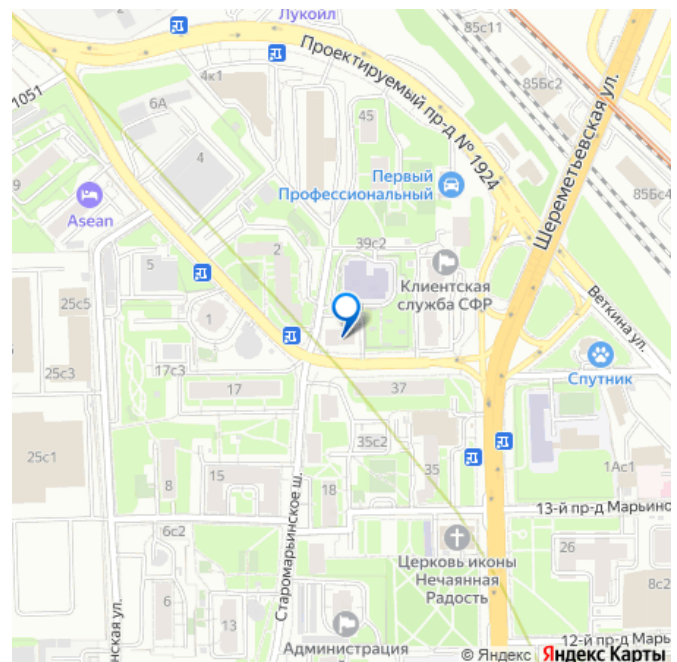 Лукойл
85с11
Проектируемый пр-д № 1924
4к1
85Бс2
Шереметьевская ул.
1051
6А
45
4
Первый
Профессиональный
9
Asean
85Бс4
39с2
2
5
Клиентская
служба СФР
Веткина ул.
25с5
1
17с3
Спутник
25с3
17
37
35с2
25с1
15
35
1Ас1
8
18
13-й пр-д Марьино
6с2
Старомарьинское ш.
Церковь иконы
Нечаянная
Радость
26
8с2
6
13
нская ул.
Администрация
12-й пр-д Марь
© Яндекс
Яндекс Карты